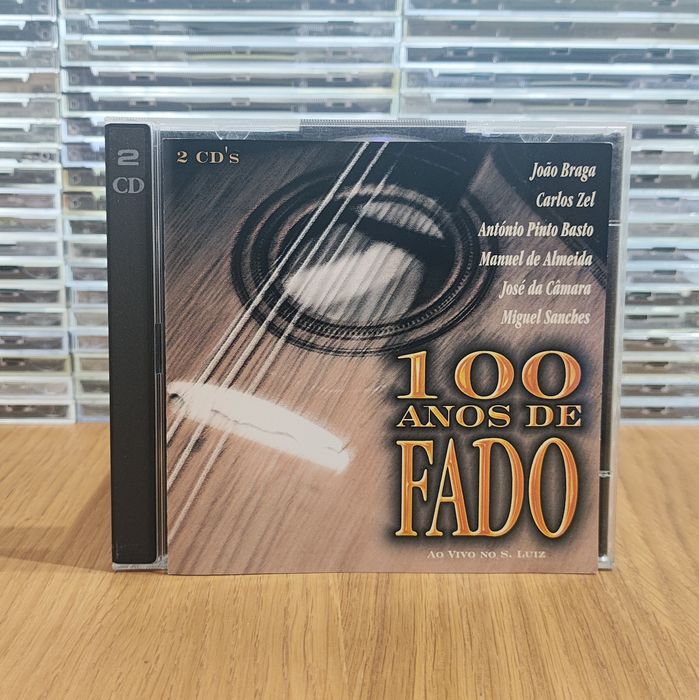 2
CD
2 CD's
João Braga
Carlos Zel
António Pinto Basto
Manuel de Almeida
José da Câmara
Miguel Sanches
100
ANOS DE
FADO
AO VIVO NO S. LUIZ